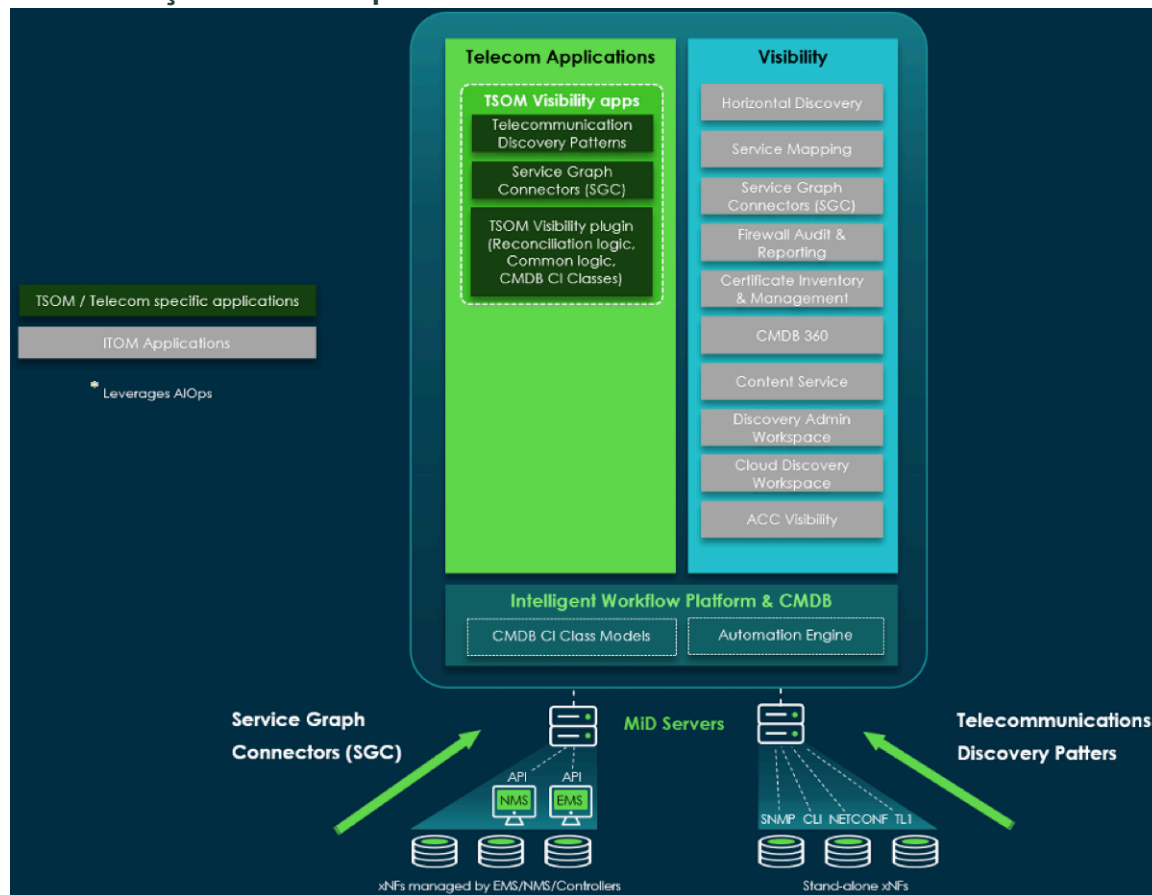 Telecom Applications
TSOM Visibility apps
Telecommunication
Discovery Patterns
Service Graph
Connectors (SGC)
TSOM Visibility plugin
(Reconciliation logic,
Common logic,
CMDB CI Classes)
Visibility
Horizontal Discovery
Service Mapping
Service Graph
Connectors (SGC)
Firewall Audit &
Reporting
Certificate Inventory
& Management
CMDB 360
Content Service
Discovery Admin
Workspace
Cloud Discovery
Workspace
ACC Visibility
TSOM / Telecom specific applications
ITOM Applications
* Leverages AIOps
Intelligent Workflow Platform & CMDB
CMDB CI Class Models
Automation Engine
Service Graph
Connectors (SGC)
MiD Servers
Telecommunications
Discovery Patters
API
API
NMS
EMS
SNMP CLI NETCONF TL1
xNFs managed by EMS/NMS/Controllers
Stand-alone xNFs